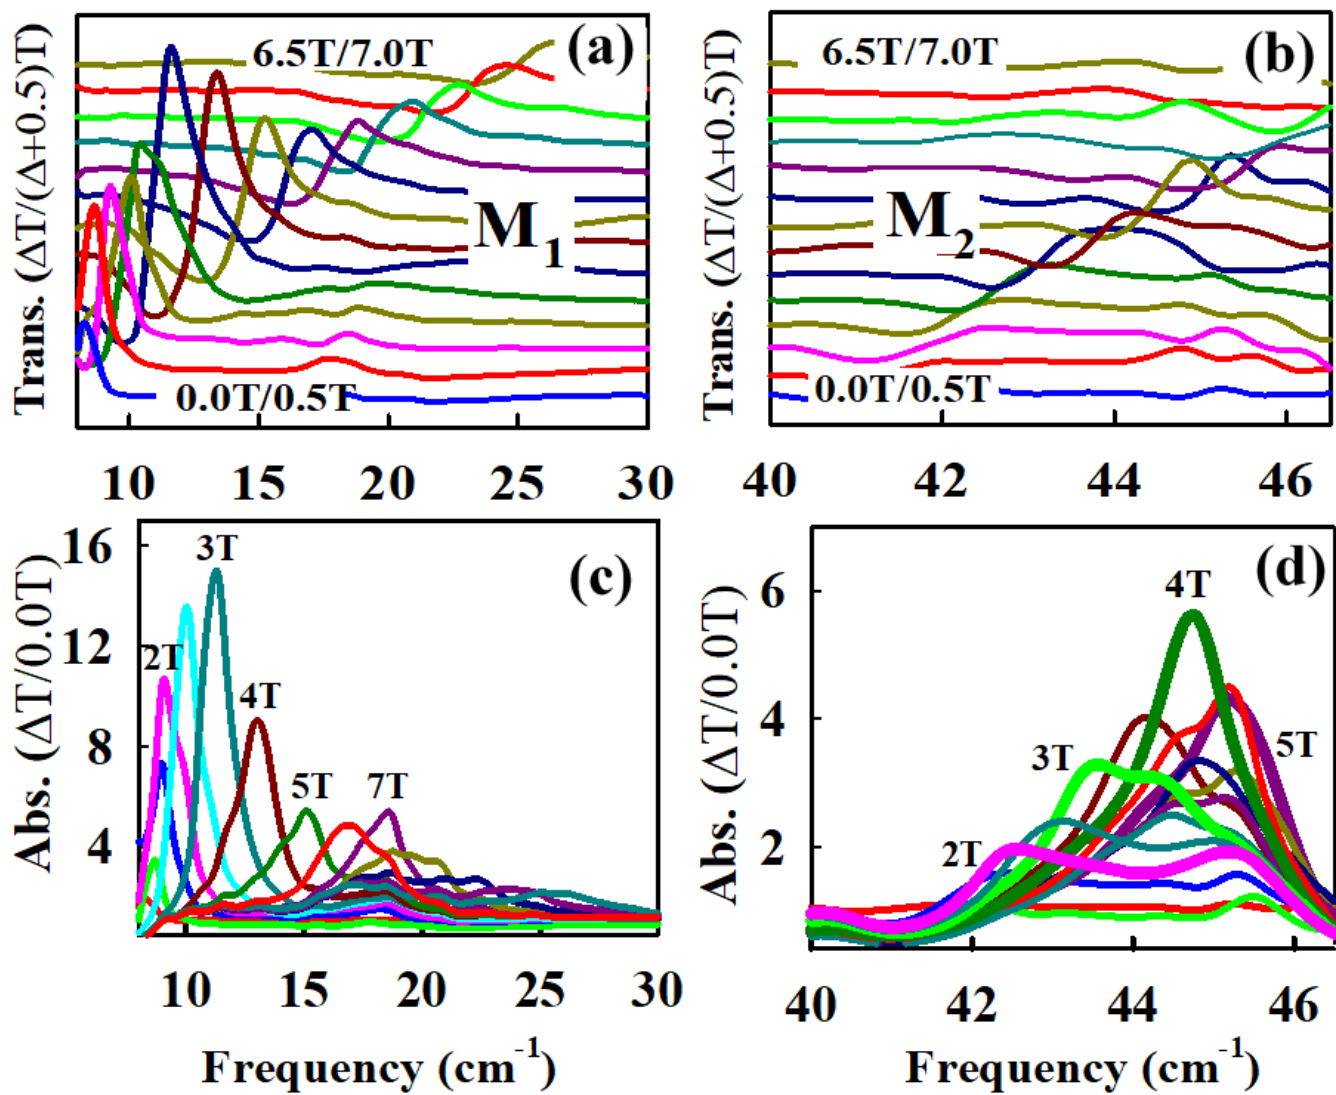 Trans. (ΔT/(Δ+0.5)T)
6.5T/7.0T
(a)
M₁
0.0T/0.5T
10 15 20 25 30
Trans. (ΔT/(Δ+0.5)T)
6.5T/7.0T
(b)
M₂
0.0T/0.5T
40 42 44 46
Abs. (ΔT/0.0T)
16
12
8
4
3T
(c)
2T
4T
5T
7T
10 15 20 25 30
Frequency (cm⁻¹)
Abs. (ΔT/0.0T)
6
4
2
4T
(d)
3T
5T
2T
40 42 44 46
Frequency (cm⁻¹)